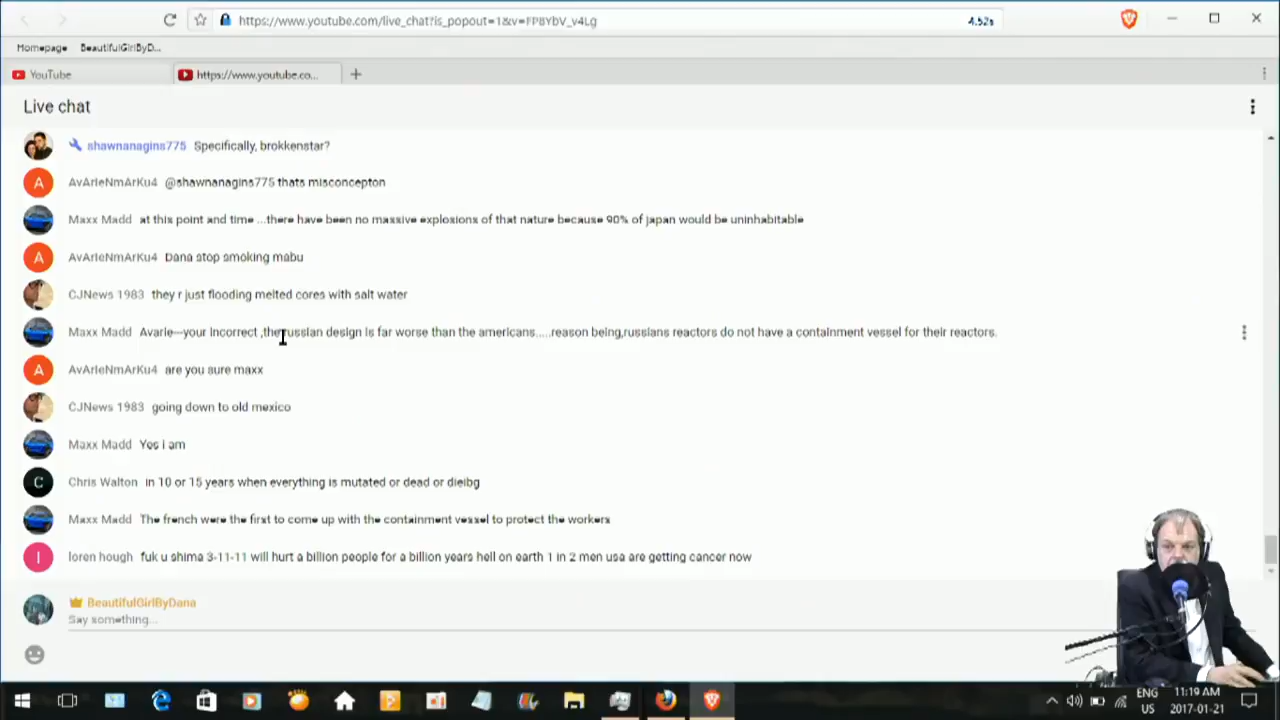 https://www.youtube.com/live_chat?is_popout=1&v=FP8YbV_v4Lg 4.52s
Homepage BeautifulGirlByD...
YouTube https://www.youtube.co...
Live chat
shawnanagins775 Specifically, brokkenstar?
A AvArIeNmArKu4 @shawnanagins775 thats misconcepton
Maxx Madd at this point and time ...there have been no massive explosions of that nature because 90% of japan would be uninhabitable
A AvArIeNmArKu4 Dana stop smoking mabu
CJNews 1983 they r just flooding melted cores with salt water
Maxx Madd Avarie---your incorrect ,the russian design is far worse than the americans.....reason being,russians reactors do not have a containment vessel for their reactors.
A AvArIeNmArKu4 are you sure maxx
CJNews 1983 going down to old mexico
Maxx Madd Yes i am
C Chris Walton in 10 or 15 years when everything is mutated or dead or dieibg
Maxx Madd The french were the first to come up with the containment vessel to protect the workers
l loren hough fuk u shima 3-11-11 will hurt a billion people for a billion years hell on earth 1 in 2 men usa are getting cancer now
BeautifulGirlByDana
Say something...
ENG 11:19 AM
US 2017-01-21